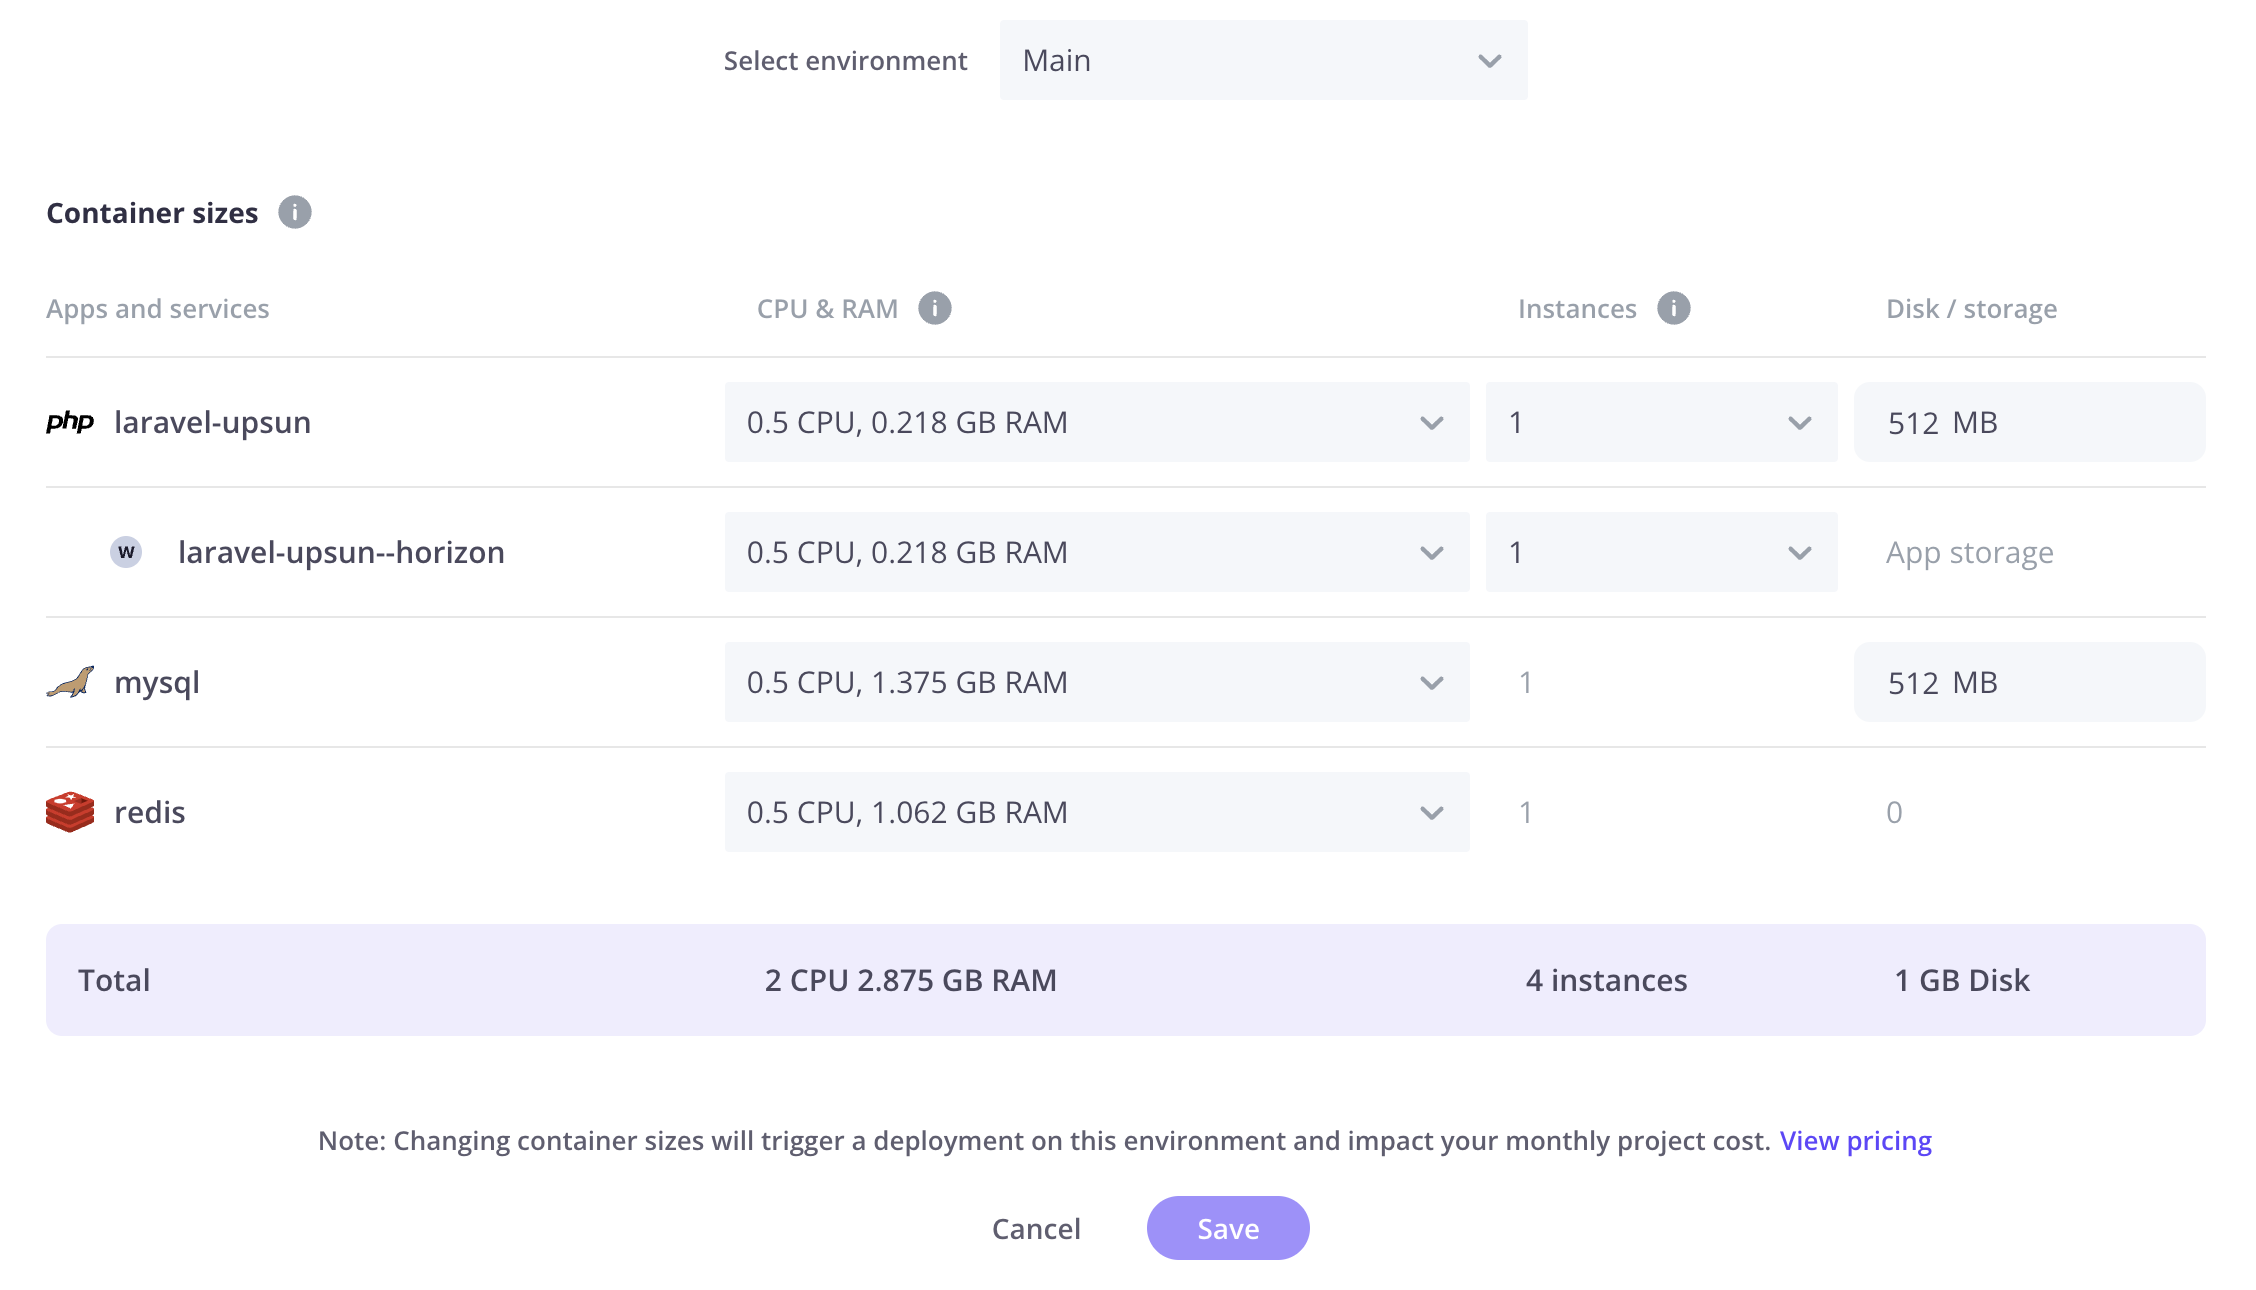 Select environment Main
Container sizes
Apps and services CPU & RAM Instances Disk / storage
php laravel-upsun 0.5 CPU, 0.218 GB RAM 1 512 MB
W laravel-upsun--horizon 0.5 CPU, 0.218 GB RAM 1 App storage
mysql 0.5 CPU, 1.375 GB RAM 1 512 MB
redis 0.5 CPU, 1.062 GB RAM 1 0
Total 2 CPU 2.875 GB RAM 4 instances 1 GB Disk
Note: Changing container sizes will trigger a deployment on this environment and impact your monthly project cost. View pricing
Cancel Save